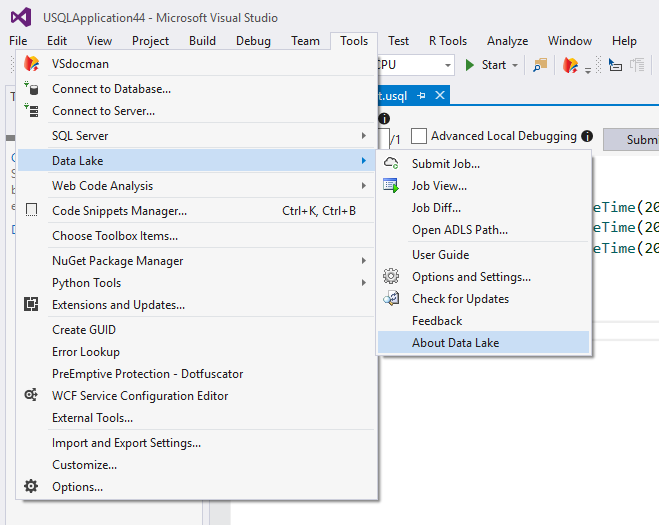 USQLApplication44 - Microsoft Visual Studio
File Edit View Project Build Debug Team Tools Test R Tools Analyze Window Help
CPU Start
t.usql
/1 Advanced Local Debugging Submi
VSdocman
Connect to Database...
Connect to Server...
SQL Server
Data Lake
Web Code Analysis
Code Snippets Manager... Ctrl+K, Ctrl+B
Choose Toolbox Items...
NuGet Package Manager
Python Tools
Extensions and Updates...
Create GUID
Error Lookup
PreEmptive Protection - Dotfuscator
WCF Service Configuration Editor
External Tools...
Import and Export Settings...
Customize...
Options...
Submit Job...
Job View...
Job Diff...
Open ADLS Path...
User Guide
Options and Settings...
Check for Updates
Feedback
About Data Lake
eTime(20
eTime(20
eTime(20